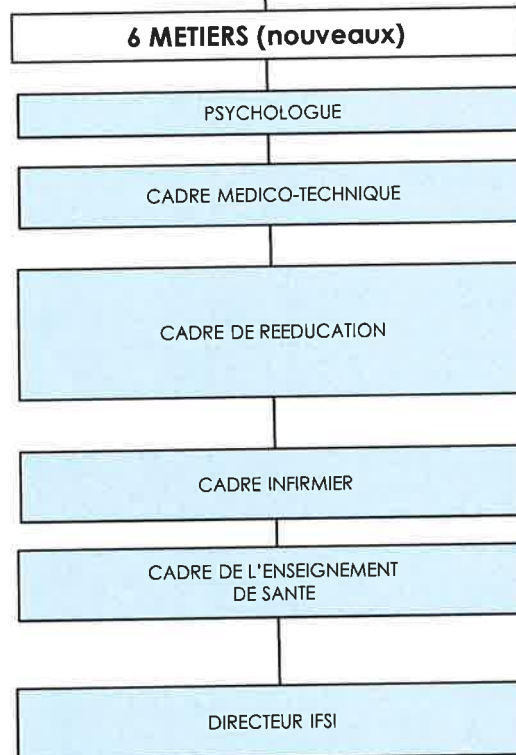 6 METIERS (nouveaux)
PSYCHOLOGUE
CADRE MEDICO-TECHNIQUE
CADRE DE REEDUCATION
CADRE INFIRMIER
CADRE DE L'ENSEIGNEMENT
DE SANTE
DIRECTEUR IFSI